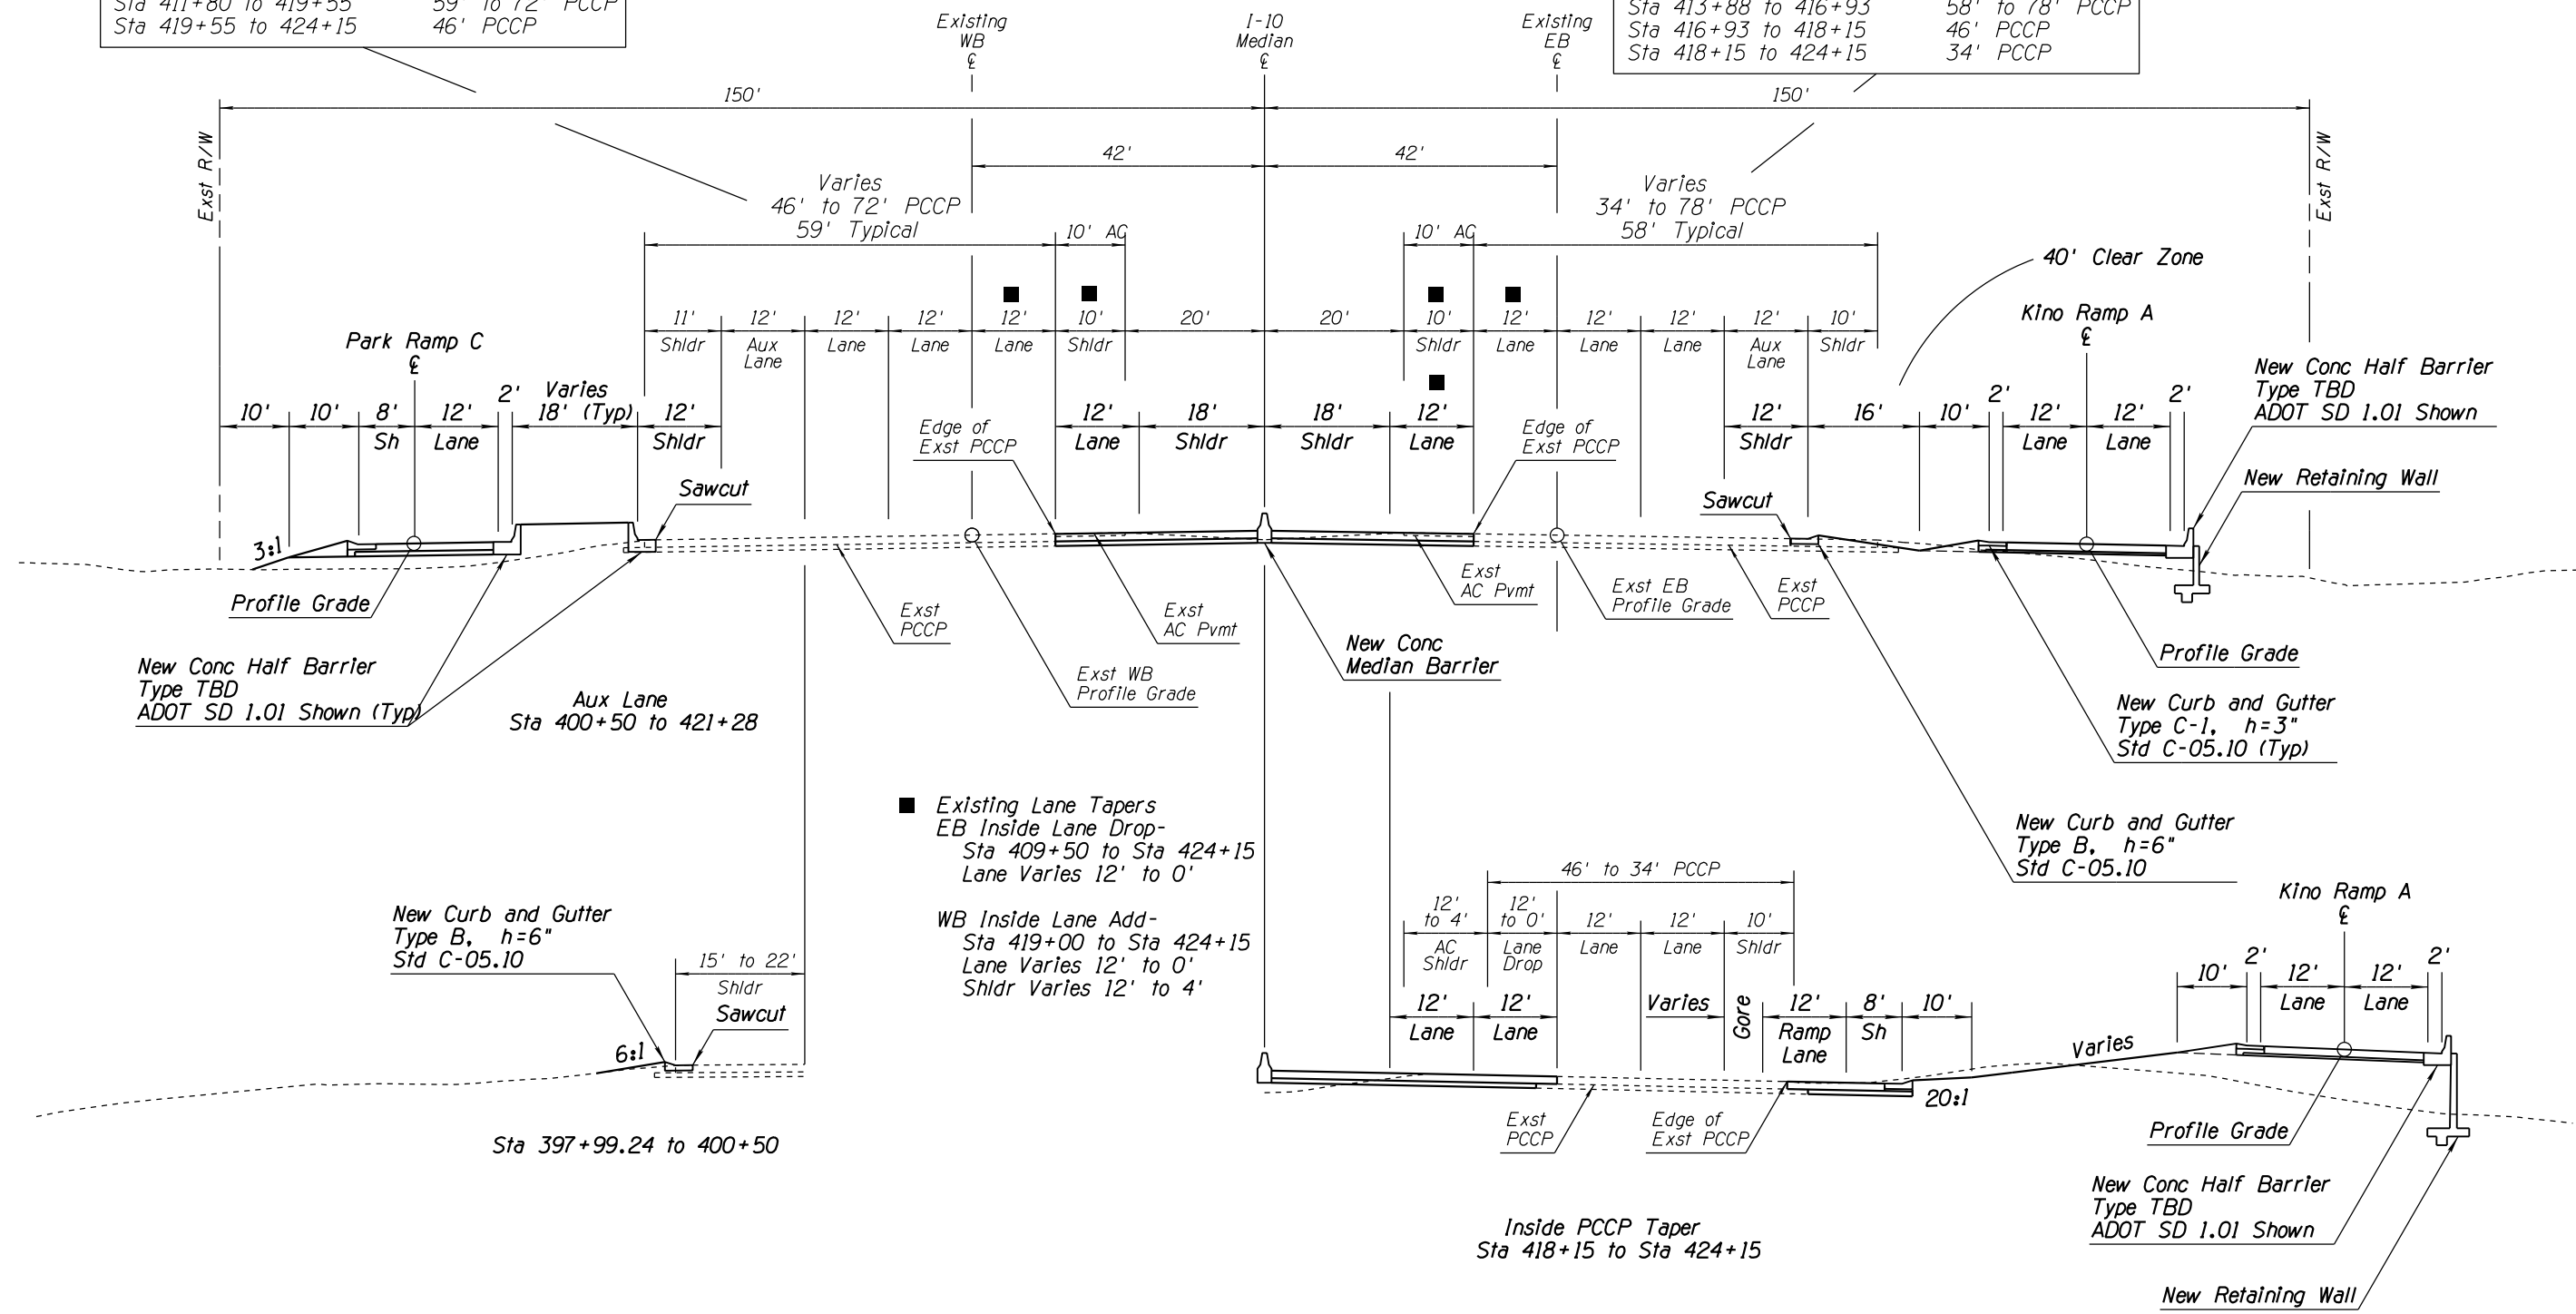 Sta 411+80 to 419+55 59' to 72' PCCP
Sta 419+55 to 424+15 46' PCCP
Sta 413+88 to 416+93 58' to 78' PCCP
Sta 416+93 to 418+15 46' PCCP
Sta 418+15 to 424+15 34' PCCP
Existing
WB
℄
I-10
Median
℄
Existing
EB
℄
150'
150'
Exst R/W
Exst R/W
42'
42'
Varies
46' to 72' PCCP
59' Typical
10' AC
10' AC
Varies
34' to 78' PCCP
58' Typical
40' Clear Zone
11'
Shldr
12'
Aux
Lane
12'
Lane
12'
Lane
12'
Lane
10'
Shldr
20'
20'
10'
Shldr
12'
Lane
12'
Lane
12'
Lane
12'
Aux
Lane
10'
Shldr
Park Ramp C
℄
Kino Ramp A
℄
New Conc Half Barrier
Type TBD
ADOT SD 1.01 Shown
10'
10'
8'
Sh
12'
Lane
2'
Varies
18' (Typ)
12'
Shldr
Edge of
Exst PCCP
12'
Lane
18'
Shldr
18'
Shldr
12'
Lane
Edge of
Exst PCCP
12'
Shldr
16'
10'
2'
12'
Lane
12'
Lane
2'
Sawcut
Sawcut
New Retaining Wall
3:1
Profile Grade
Exst
PCCP
Exst
AC Pvmt
Exst
AC Pvmt
Exst EB
Profile Grade
Exst
PCCP
New Conc
Median Barrier
Profile Grade
Exst WB
Profile Grade
New Conc Half Barrier
Type TBD
ADOT SD 1.01 Shown (Typ)
Aux Lane
Sta 400+50 to 421+28
New Curb and Gutter
Type C-1, h=3"
Std C-05.10 (Typ)
■ Existing Lane Tapers
EB Inside Lane Drop-
Sta 409+50 to Sta 424+15
Lane Varies 12' to 0'
WB Inside Lane Add-
Sta 419+00 to Sta 424+15
Lane Varies 12' to 0'
Shldr Varies 12' to 4'
New Curb and Gutter
Type B, h=6"
Std C-05.10
New Curb and Gutter
Type B, h=6"
Std C-05.10
15' to 22'
Shldr
Sawcut
6:1
Sta 397+99.24 to 400+50
46' to 34' PCCP
12'
to 4'
AC
Shldr
12'
to 0'
Lane
Drop
12'
Lane
12'
Lane
10'
Shldr
12'
Lane
12'
Lane
Varies
Gore
12'
Ramp
Lane
8'
Sh
10'
Kino Ramp A
℄
10'
2'
12'
Lane
12'
Lane
2'
Varies
20:1
Exst
PCCP
Edge of
Exst PCCP
Profile Grade
New Conc Half Barrier
Type TBD
ADOT SD 1.01 Shown
Inside PCCP Taper
Sta 418+15 to Sta 424+15
New Retaining Wall